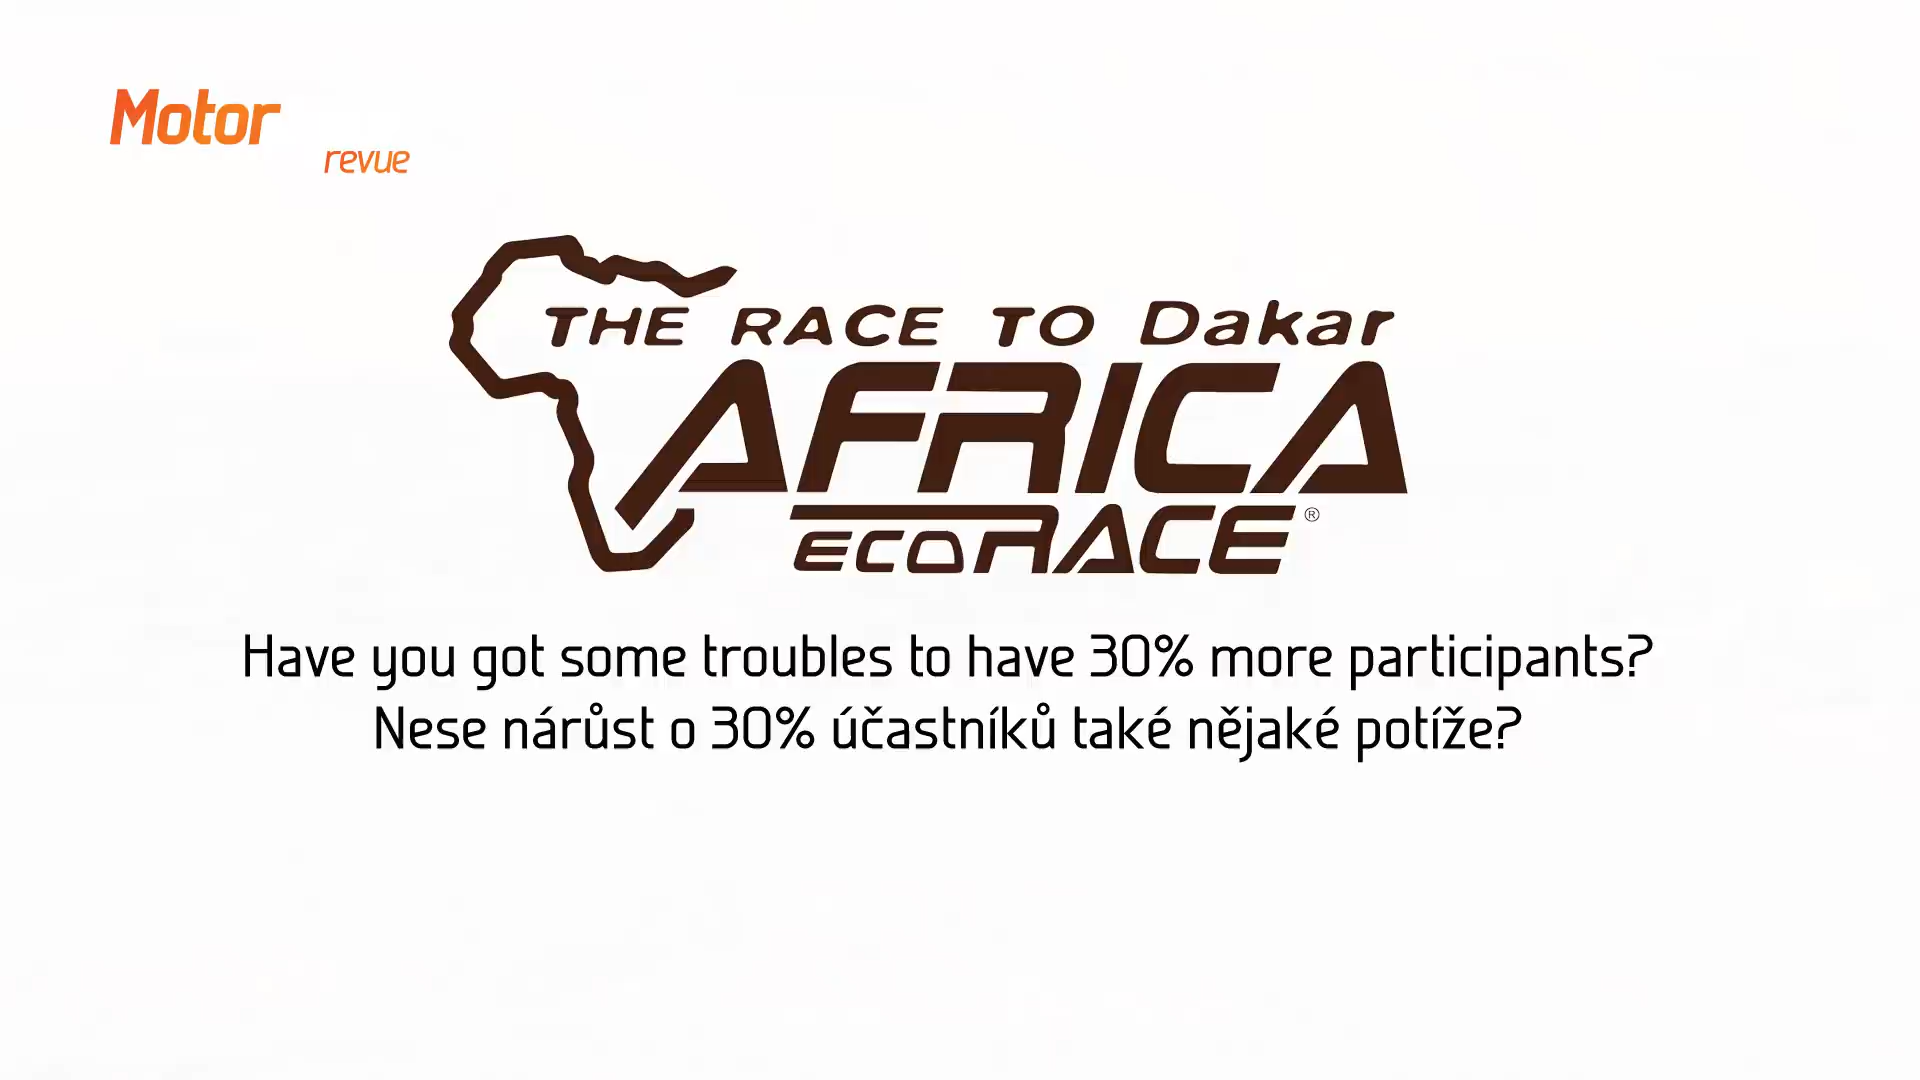 Motor
revue
THE RACE TO Dakar
AFRICA
ECORACE®
Have you got some troubles to have 30% more participants?
Nese nárůst o 30% účastníků také nějaké potíže?